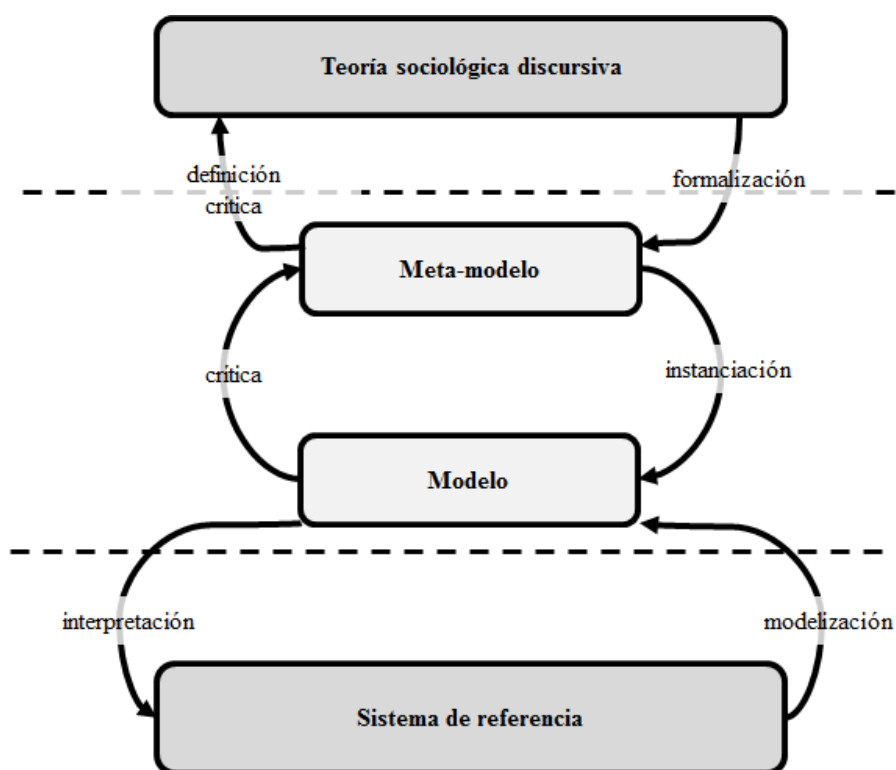 Teoría sociológica discursiva
definición
crítica
formalización
Meta-modelo
crítica
instanciación
Modelo
interpretación
modelización
Sistema de referencia